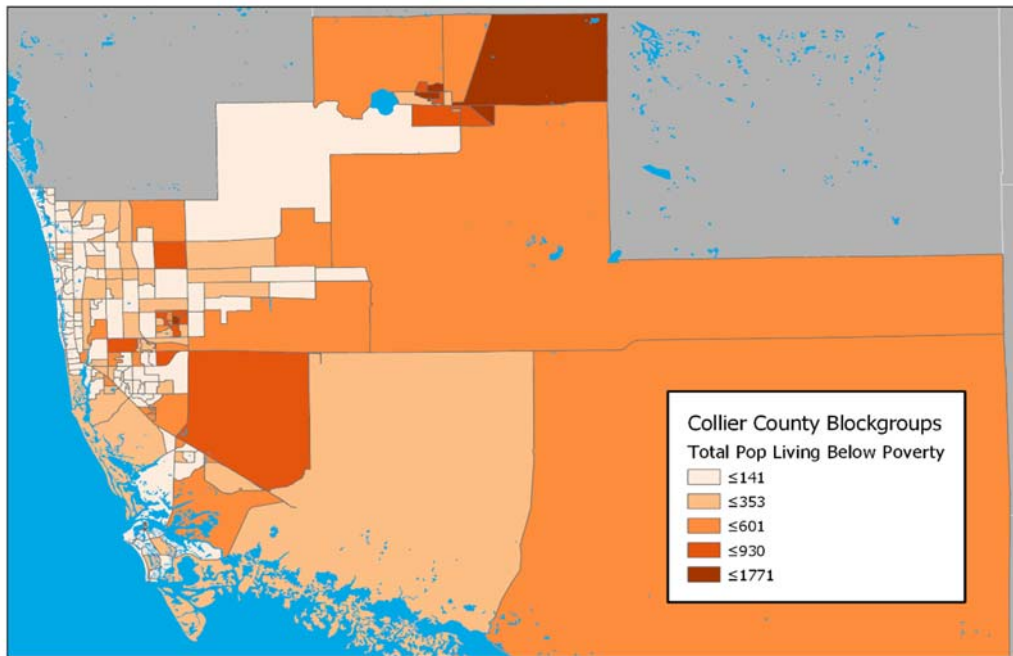 Collier County Blockgroups
Total Pop Living Below Poverty
≤141
≤353
≤601
≤930
≤1771